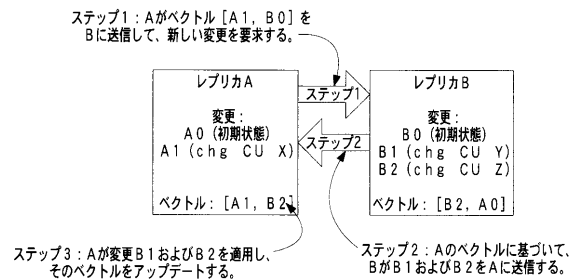 ステップ1：Aがベクトル[A1，B0]を
Bに送信して、新しい変更を要求する。
レプリカA
変更：
A0(初期状態)
A1(chg CU X)
ベクトル：[A1，B2]
ステップ1
ステップ2
レプリカB
変更：
B0(初期状態)
B1(chg CU Y)
B2(chg CU Z)
ベクトル：[B2，A0]
ステップ3：Aが変更B1およびB2を適用し、
そのベクトルをアップデートする。
ステップ2：Aのベクトルに基づいて、
BがB1およびB2をAに送信する。